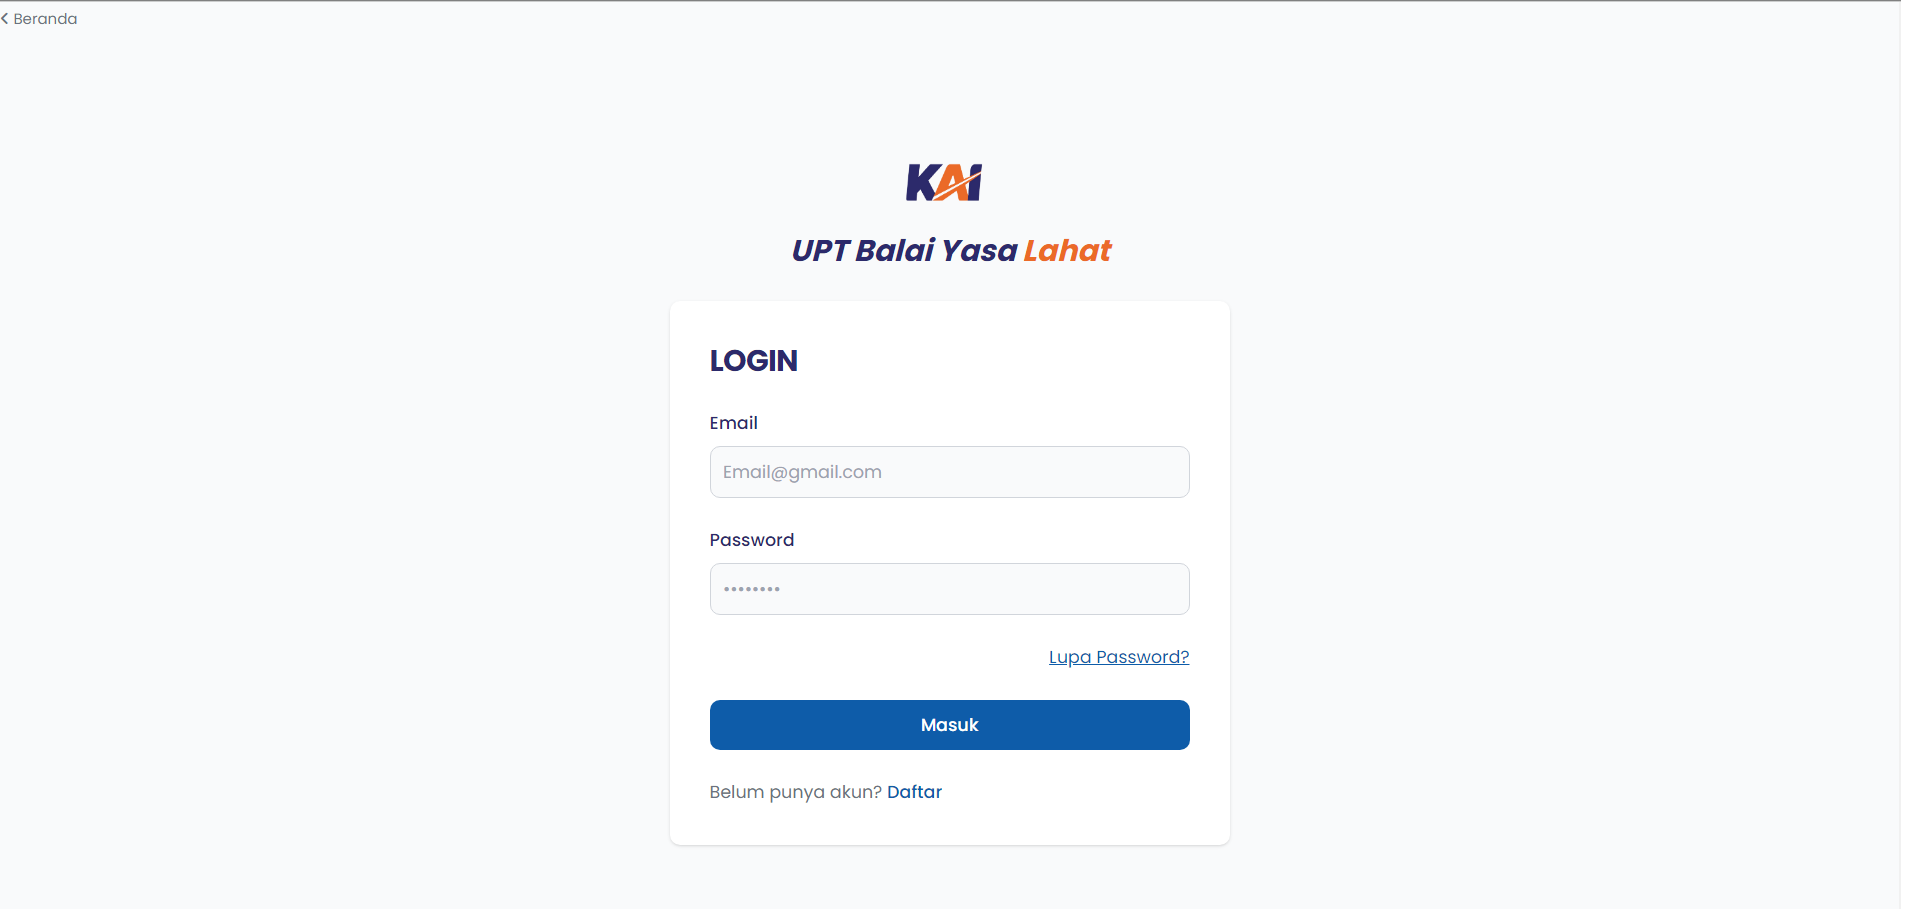 Beranda
KAI
UPT Balai Yasa Lahat
LOGIN
Email
Email@gmail.com
Password
••••••••
Lupa Password?
Masuk
Belum punya akun? Daftar